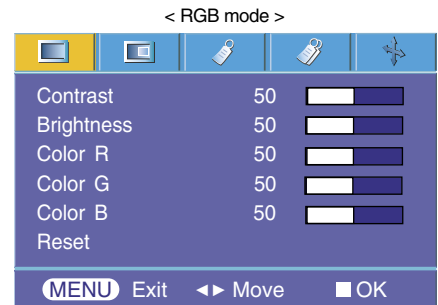 < RGB mode >
Contrast 50
Brightness 50
Color R 50
Color G 50
Color B 50
Reset
MENU Exit ◄► Move ■ OK